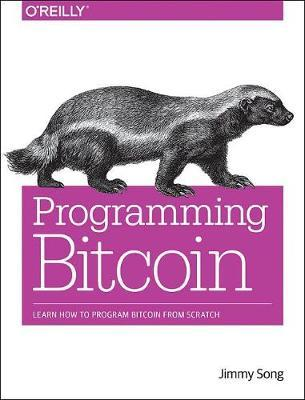 O'REILLY®
Programming
Bitcoin
LEARN HOW TO PROGRAM BITCOIN FROM SCRATCH
Jimmy Song